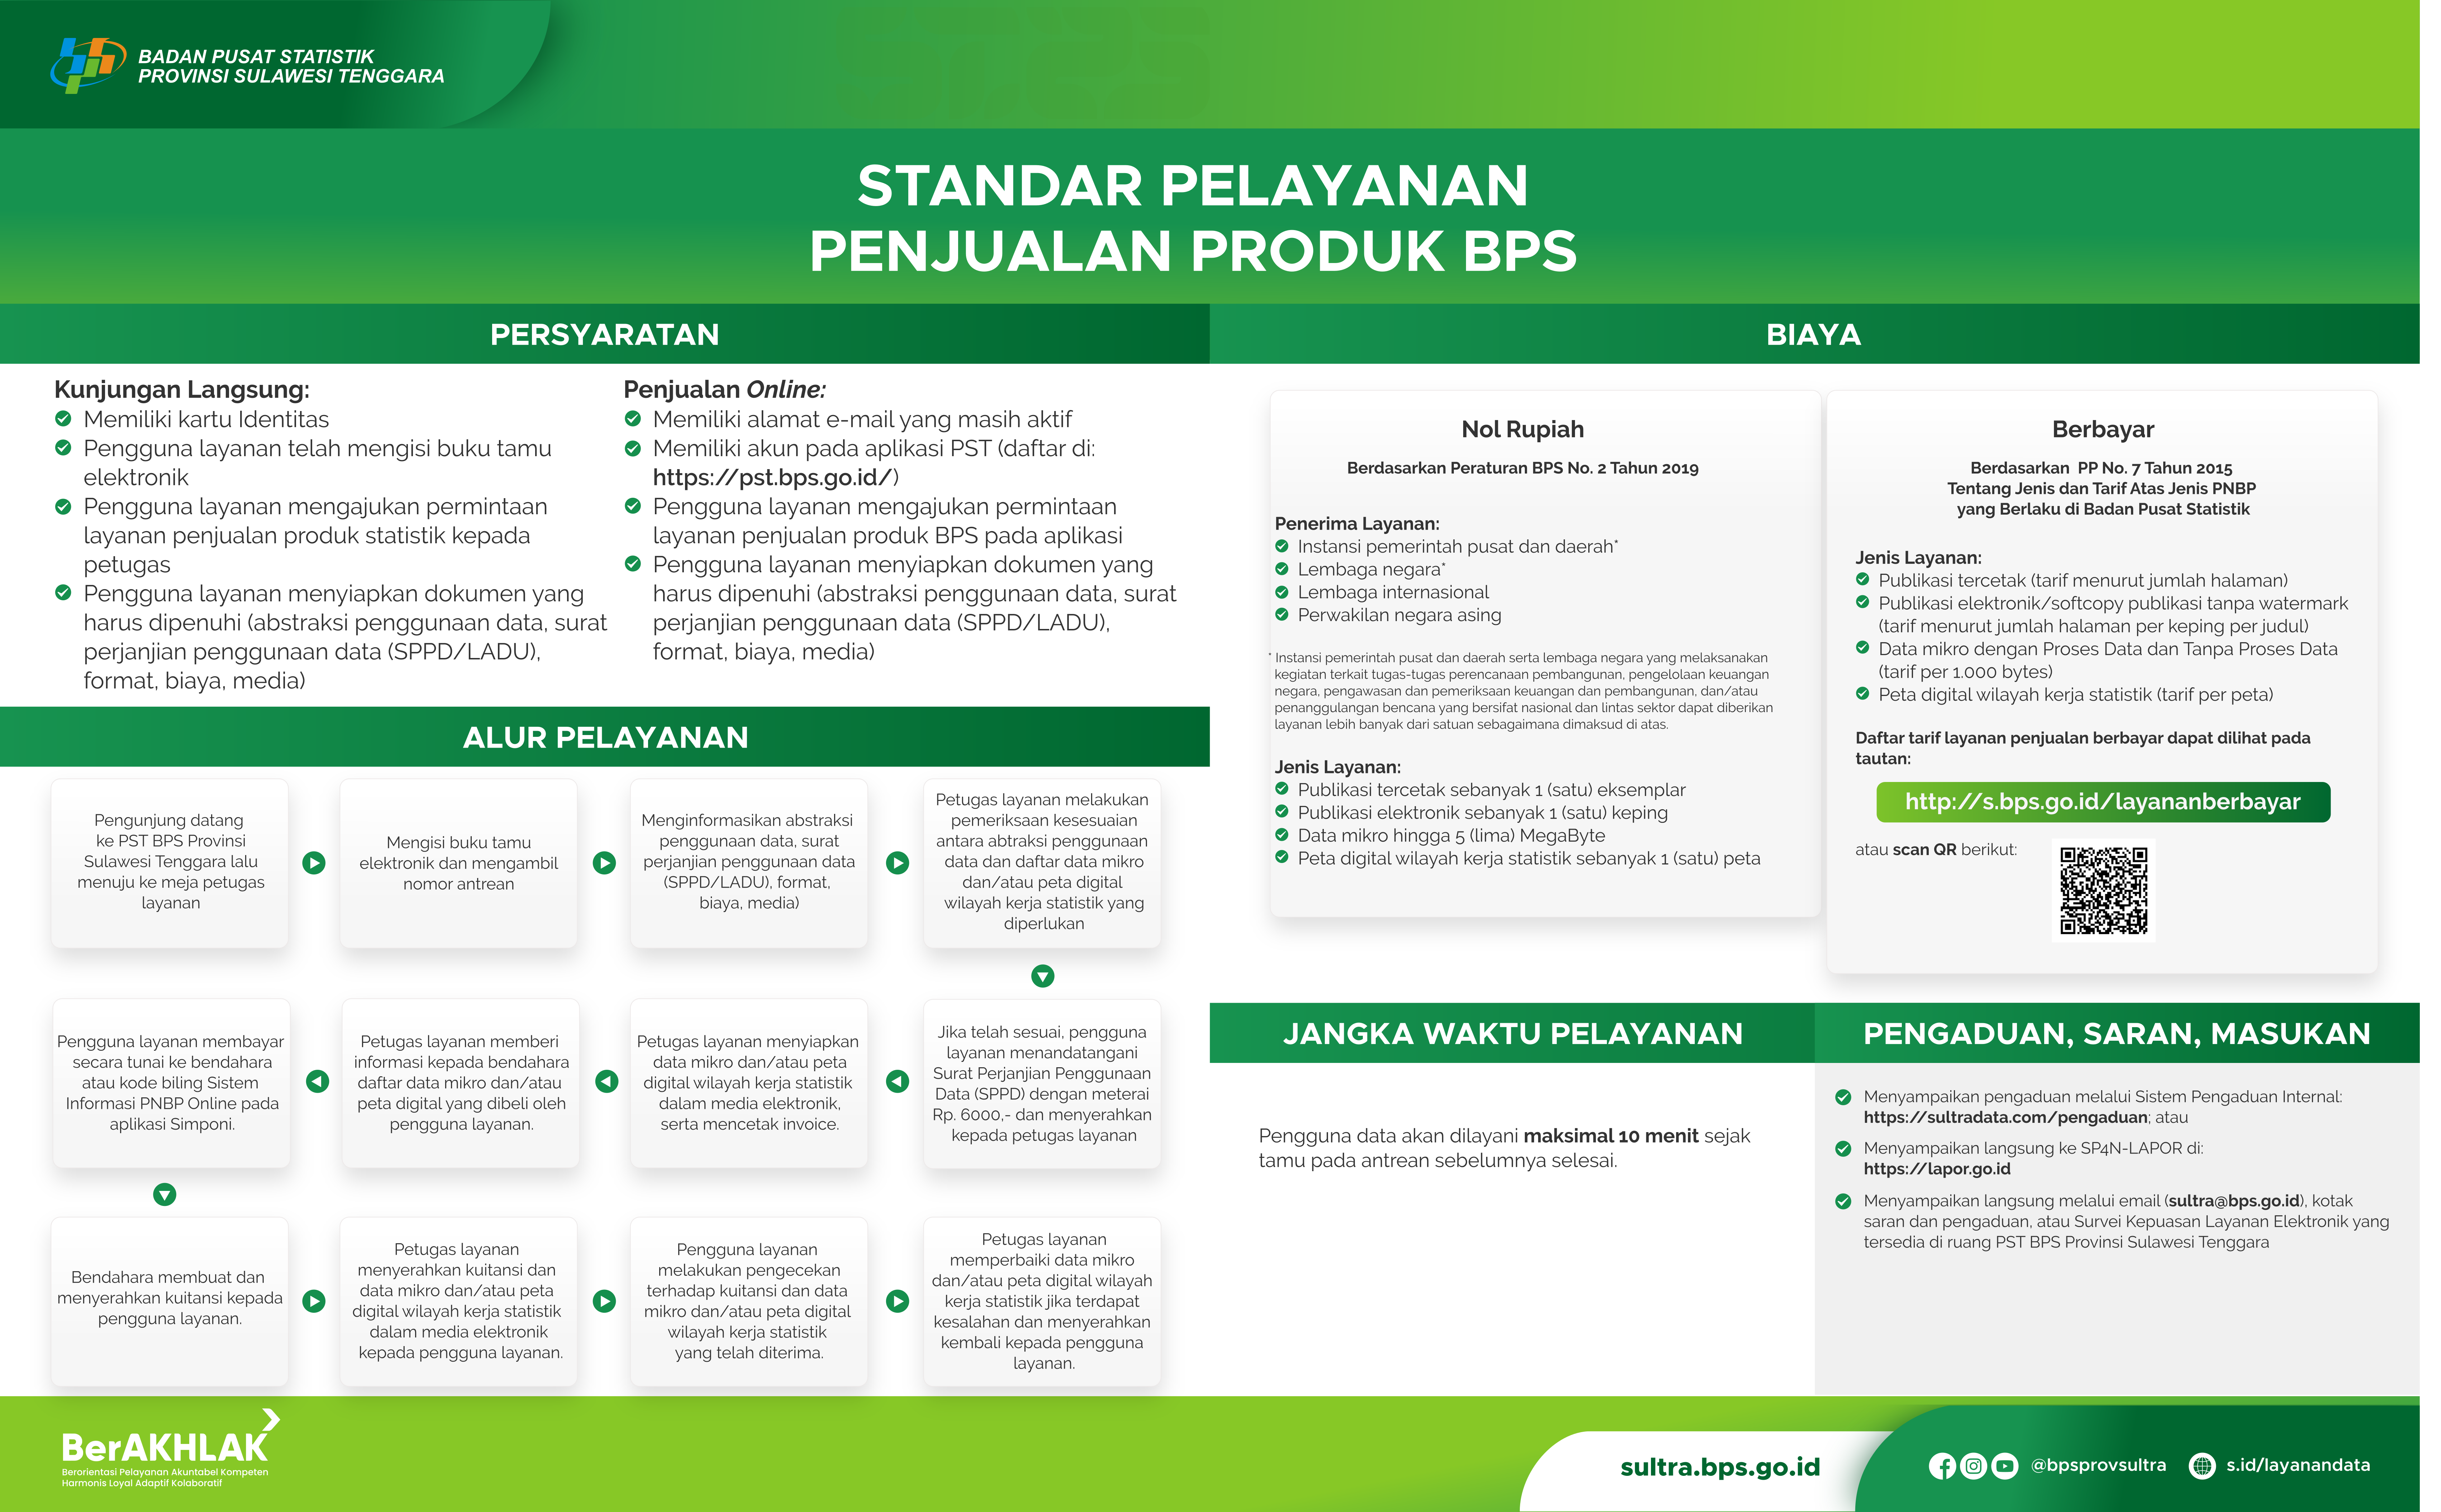 BADAN PUSAT STATISTIK
PROVINSI SULAWESI TENGGARA
STANDAR PELAYANAN
PENJUALAN PRODUK BPS
PERSYARATAN
Kunjungan Langsung:
Memiliki kartu Identitas
Pengguna layanan telah mengisi buku tamu
elektronik
Pengguna layanan mengajukan permintaan
layanan penjualan produk statistik kepada
petugas
Pengguna layanan menyiapkan dokumen yang
harus dipenuhi (abstraksi penggunaan data, surat
perjanjian penggunaan data (SPPD/LADU),
format, biaya, media)
Penjualan Online:
Memiliki alamat e-mail yang masih aktif
Memiliki akun pada aplikasi PST (daftar di:
https://pst.bps.go.id/)
Pengguna layanan mengajukan permintaan
layanan penjualan produk BPS pada aplikasi
Pengguna layanan menyiapkan dokumen yang
harus dipenuhi (abstraksi penggunaan data, surat
perjanjian penggunaan data (SPPD/LADU),
format, biaya, media)
ALUR PELAYANAN
Pengunjung datang
ke PST BPS Provinsi
Sulawesi Tenggara lalu
menuju ke meja petugas
layanan
Mengisi buku tamu
elektronik dan mengambil
nomor antrean
Menginformasikan abstraksi
penggunaan data, surat
perjanjian penggunaan data
(SPPD/LADU), format,
biaya, media)
Petugas layanan melakukan
pemeriksaan kesesuaian
antara abtraksi penggunaan
data dan daftar data mikro
dan/atau peta digital
wilayah kerja statistik yang
diperlukan
Jika telah sesuai, pengguna
layanan menandatangani
Surat Perjanjian Penggunaan
Data (SPPD) dengan meterai
Rp. 6000,- dan menyerahkan
kepada petugas layanan
Petugas layanan menyiapkan
data mikro dan/atau peta
digital wilayah kerja statistik
dalam media elektronik,
serta mencetak invoice.
Petugas layanan memberi
informasi kepada bendahara
daftar data mikro dan/atau
peta digital yang dibeli oleh
pengguna layanan.
Pengguna layanan membayar
secara tunai ke bendahara
atau kode biling Sistem
Informasi PNBP Online pada
aplikasi Simponi.
Bendahara membuat dan
menyerahkan kuitansi kepada
pengguna layanan.
Petugas layanan
menyerahkan kuitansi dan
data mikro dan/atau peta
digital wilayah kerja statistik
dalam media elektronik
kepada pengguna layanan.
Pengguna layanan
melakukan pengecekan
terhadap kuitansi dan data
mikro dan/atau peta digital
wilayah kerja statistik
yang telah diterima.
Petugas layanan
memperbaiki data mikro
dan/atau peta digital wilayah
kerja statistik jika terdapat
kesalahan dan menyerahkan
kembali kepada pengguna
layanan.
BIAYA
Nol Rupiah
Berdasarkan Peraturan BPS No. 2 Tahun 2019
Penerima Layanan:
Instansi pemerintah pusat dan daerah*
Lembaga negara*
Lembaga internasional
Perwakilan negara asing
* Instansi pemerintah pusat dan daerah serta lembaga negara yang melaksanakan
kegiatan terkait tugas-tugas perencanaan pembangunan, pengelolaan keuangan
negara, pengawasan dan pemeriksaan keuangan dan pembangunan, dan/atau
penanggulangan bencana yang bersifat nasional dan lintas sektor dapat diberikan
layanan lebih banyak dari satuan sebagaimana dimaksud di atas.
Jenis Layanan:
Publikasi tercetak sebanyak 1 (satu) eksemplar
Publikasi elektronik sebanyak 1 (satu) keping
Data mikro hingga 5 (lima) MegaByte
Peta digital wilayah kerja statistik sebanyak 1 (satu) peta
Berbayar
Berdasarkan PP No. 7 Tahun 2015
Tentang Jenis dan Tarif Atas Jenis PNBP
yang Berlaku di Badan Pusat Statistik
Jenis Layanan:
Publikasi tercetak (tarif menurut jumlah halaman)
Publikasi elektronik/softcopy publikasi tanpa watermark
(tarif menurut jumlah halaman per keping per judul)
Data mikro dengan Proses Data dan Tanpa Proses Data
(tarif per 1.000 bytes)
Peta digital wilayah kerja statistik (tarif per peta)
Daftar tarif layanan penjualan berbayar dapat dilihat pada
tautan:
http://s.bps.go.id/layananberbayar
atau scan QR berikut:
JANGKA WAKTU PELAYANAN
Pengguna data akan dilayani maksimal 10 menit sejak
tamu pada antrean sebelumnya selesai.
PENGADUAN, SARAN, MASUKAN
Menyampaikan pengaduan melalui Sistem Pengaduan Internal:
https://sultradata.com/pengaduan; atau
Menyampaikan langsung ke SP4N-LAPOR di:
https://lapor.go.id
Menyampaikan langsung melalui email (sultra@bps.go.id), kotak
saran dan pengaduan, atau Survei Kepuasan Layanan Elektronik yang
tersedia di ruang PST BPS Provinsi Sulawesi Tenggara
BerAKHLAK
Berorientasi Pelayanan Akuntabel Kompeten
Harmonis Loyal Adaptif Kolaboratif
sultra.bps.go.id
@bpsprovsultra
s.id/layanandata